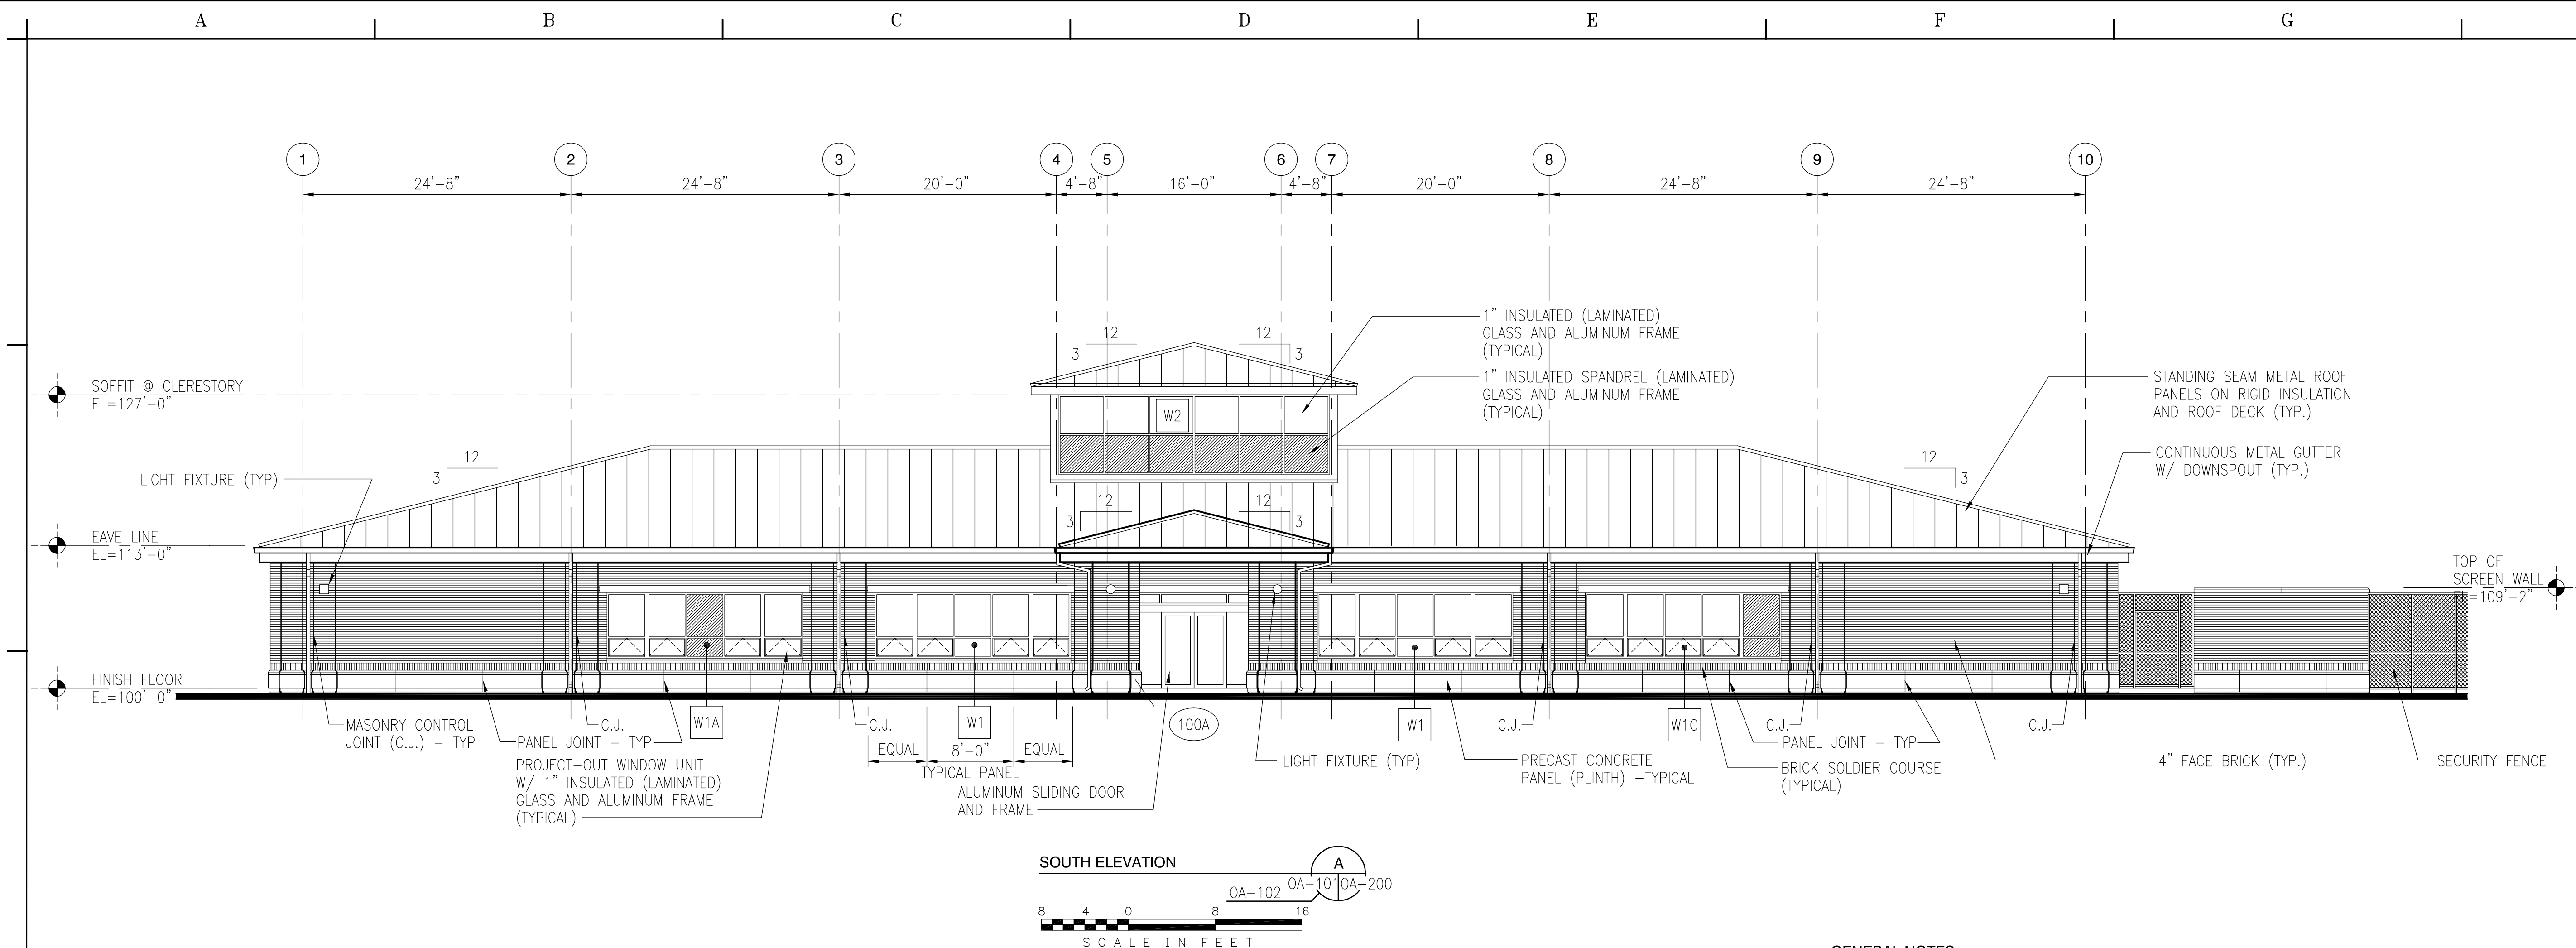 A B C D E F G
1 2 3 4 5 6 7 8 9 10
24'-8" 24'-8" 20'-0" 4'-8" 16'-0" 4'-8" 20'-0" 24'-8" 24'-8"
1" INSULATED (LAMINATED)
GLASS AND ALUMINUM FRAME
(TYPICAL)
12 12
3 3
1" INSULATED SPANDREL (LAMINATED)
GLASS AND ALUMINUM FRAME
(TYPICAL)
STANDING SEAM METAL ROOF
PANELS ON RIGID INSULATION
AND ROOF DECK (TYP.)
SOFFIT @ CLERESTORY
EL=127'-0"
W2
12
3
12
3
CONTINUOUS METAL GUTTER
W/ DOWNSPOUT (TYP.)
LIGHT FIXTURE (TYP)
12 12
3 3
EAVE LINE
EL=113'-0"
TOP OF
SCREEN WALL
EL=109'-2"
FINISH FLOOR
EL=100'-0"
MASONRY CONTROL
JOINT (C.J.) - TYP
C.J.
PANEL JOINT - TYP
W1A
C.J.
W1
100A
W1
C.J.
W1C
C.J.
PANEL JOINT - TYP
C.J.
EQUAL 8'-0" EQUAL
TYPICAL PANEL
PROJECT-OUT WINDOW UNIT
W/ 1" INSULATED (LAMINATED)
GLASS AND ALUMINUM FRAME
(TYPICAL)
ALUMINUM SLIDING DOOR
AND FRAME
LIGHT FIXTURE (TYP)
PRECAST CONCRETE
PANEL (PLINTH) -TYPICAL
BRICK SOLDIER COURSE
(TYPICAL)
4" FACE BRICK (TYP.)
SECURITY FENCE
SOUTH ELEVATION
A
OA-102 OA-101 OA-200
8 4 0 8 16
SCALE IN FEET
GENERAL NOTES